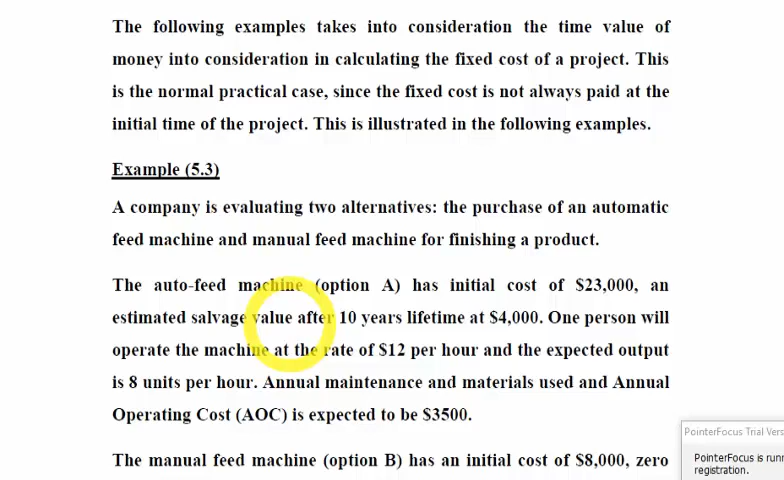 The following examples takes into consideration the time value of
money into consideration in calculating the fixed cost of a project. This
is the normal practical case, since the fixed cost is not always paid at the
initial time of the project. This is illustrated in the following examples.
Example (5.3)
A company is evaluating two alternatives: the purchase of an automatic
feed machine and manual feed machine for finishing a product.
The auto-feed machine (option A) has initial cost of $23,000, an
estimated salvage value after 10 years lifetime at $4,000. One person will
operate the machine at the rate of $12 per hour and the expected output
is 8 units per hour. Annual maintenance and materials used and Annual
Operating Cost (AOC) is expected to be $3500.
The manual feed machine (option B) has an initial cost of $8,000, zero
PointerFocus Trial Vers
PointerFocus is runn
registration.